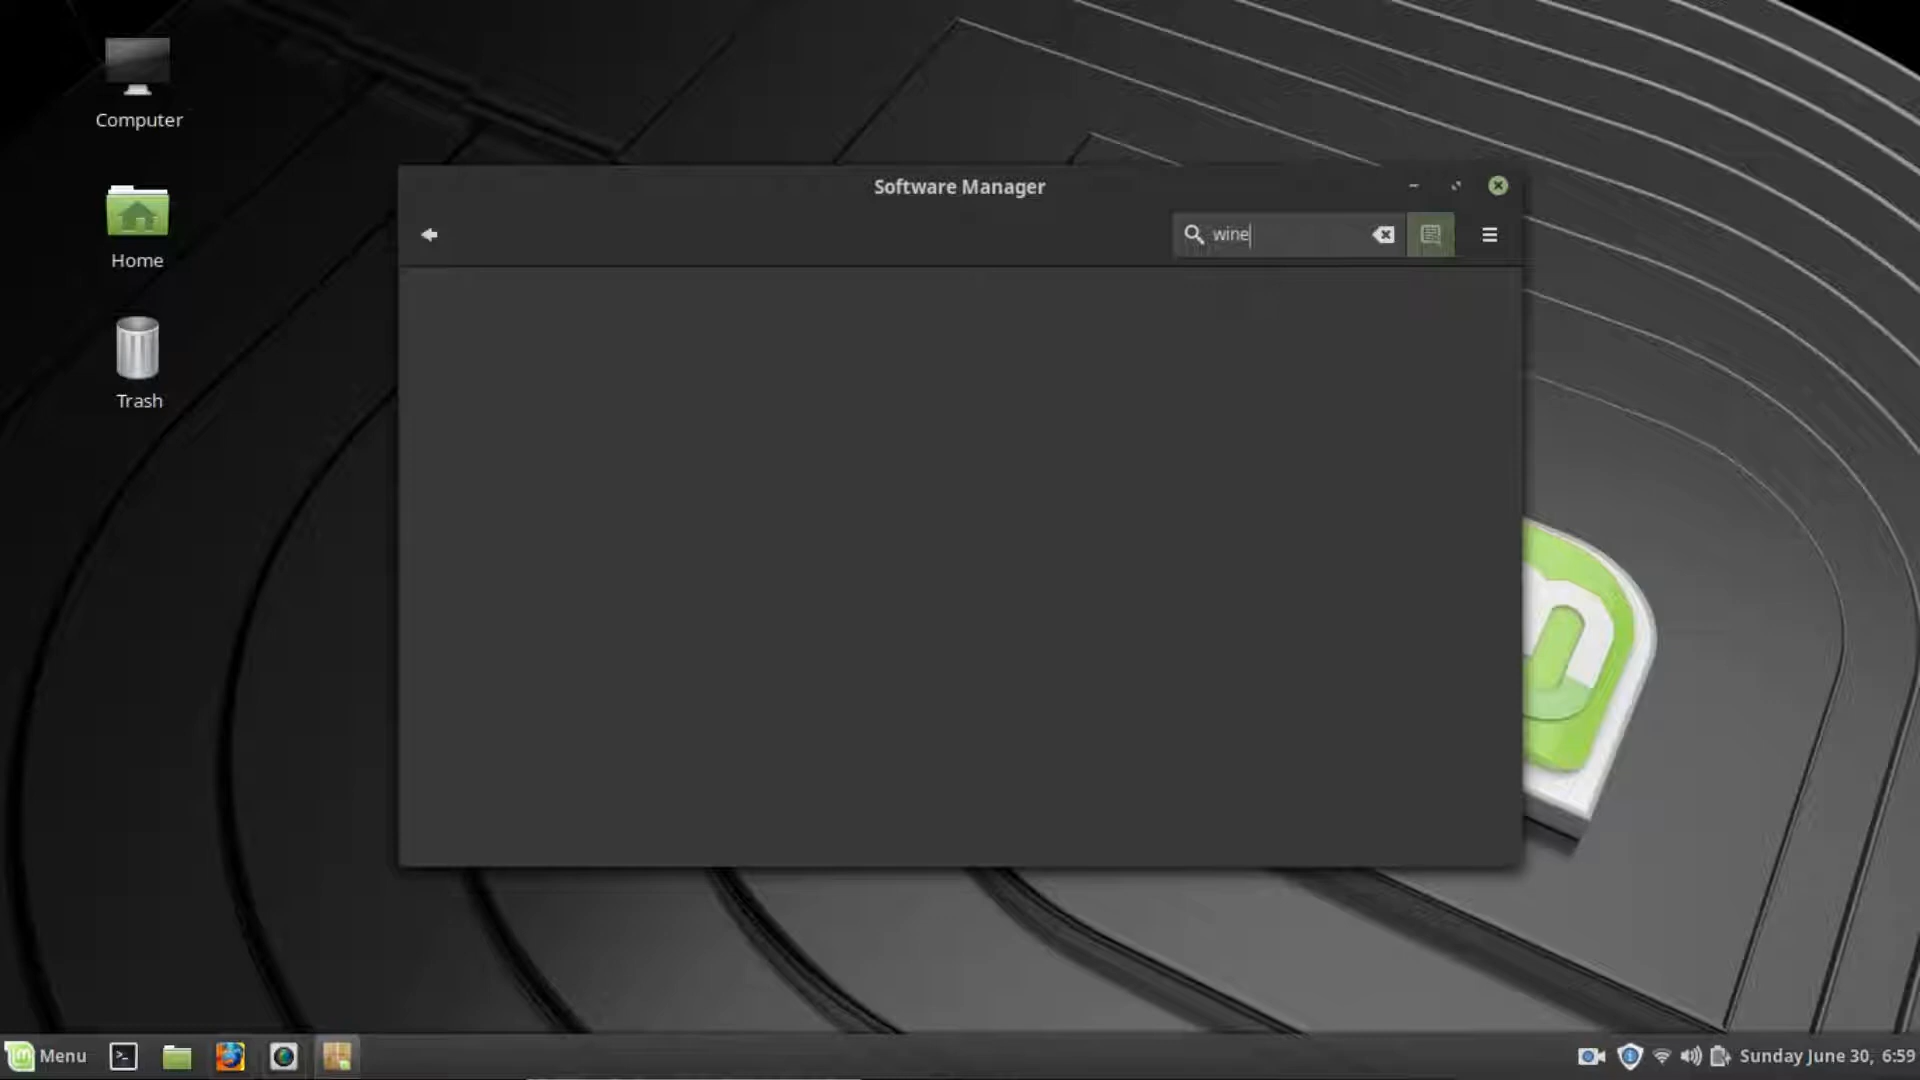 Computer
Home
Trash
Software Manager
wine
Menu
Sunday June 30, 6:59